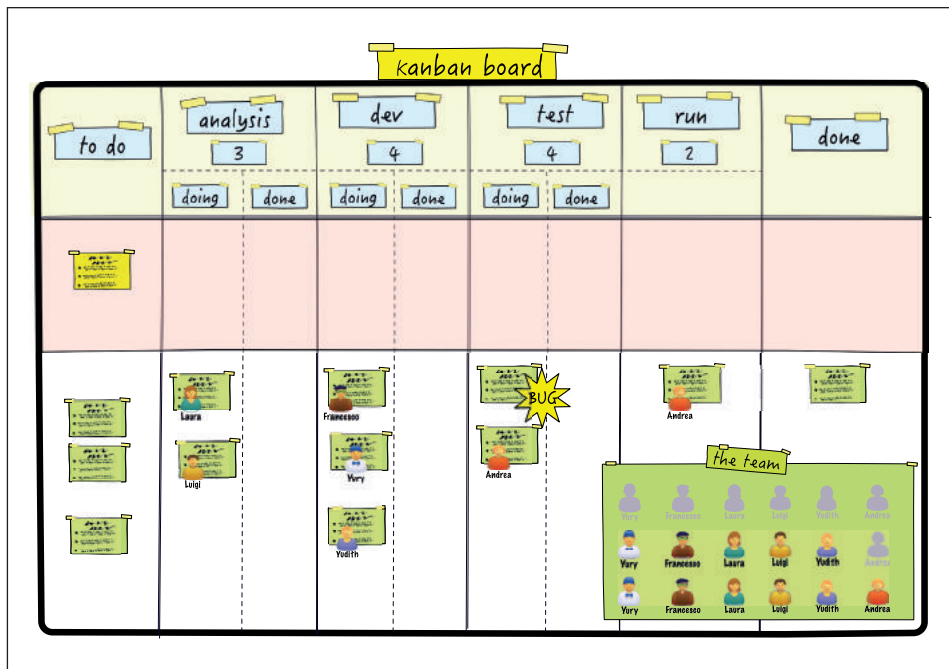 kanban board
to do
analysis
dev
test
run
done
3
4
4
2
doing
done
doing
done
doing
done
BUG
Laura
Francesco
Andrea
Luigi
Yury
Andrea
Yudith
the team
Yury Francesco Laura Luigi Yudith Andrea
Yury Francesco Laura Luigi Yudith Andrea
Yury Francesco Laura Luigi Yudith Andrea